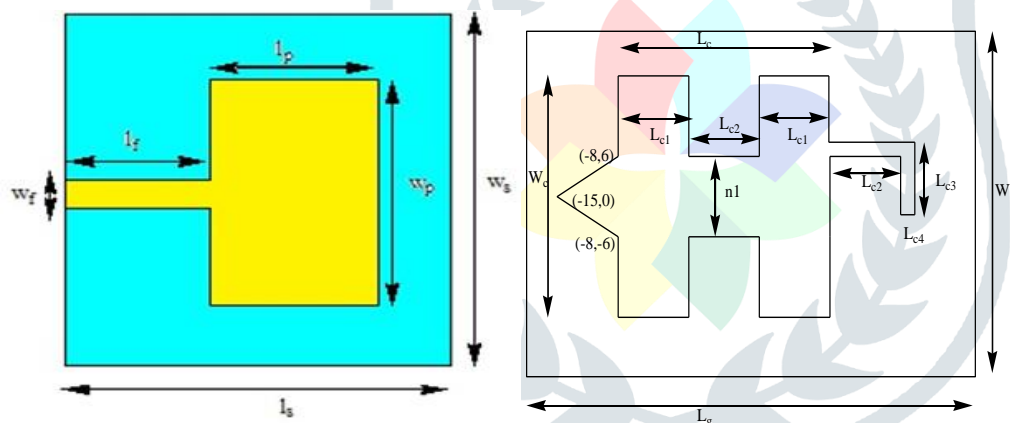 lp
lf
wf
wp
ws
ls
Lc
Lc1
Lc2
Lc1
(-8,6)
Wc
(-15,0)
n1
Lc2
Lc3
W
(-8,-6)
Lc4
Lg